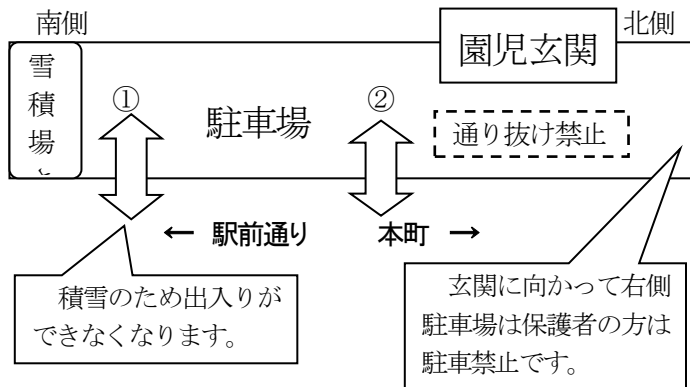 南側
北側
園児玄関
雪
積
場
①
②
駐車場
通り抜け禁止
← 駅前通り
本町 →
積雪のため出入りが
できなくなります。
玄関に向かって右側
駐車場は保護者の方は
駐車禁止です。